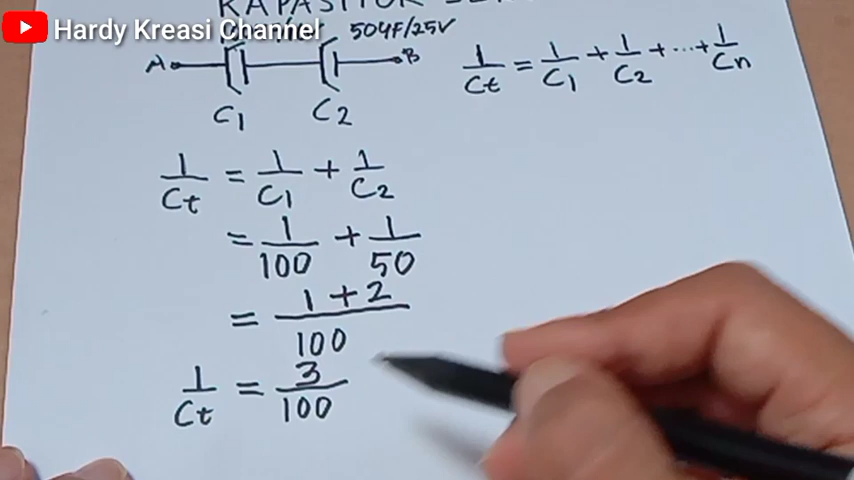 KAPASITOR
Hardy Kreasi Channel
50µF/25V
A B
C1 C2
1/Ct = 1/C1 + 1/C2 + ... + 1/Cn
1/Ct = 1/C1 + 1/C2
= 1/100 + 1/50
= 1+2/100
1/Ct = 3/100